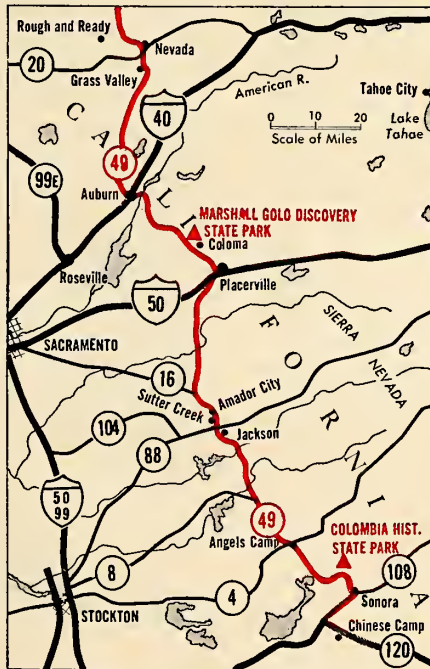 Rough and Ready
Nevada
20
Grass Valley
American R.
Tahoe City
Lake
Tahoe
40
0 10 20
Scale of Miles
49
99E
Auburn
CALIFORNIA
MARSHALL GOLD DISCOVERY
STATE PARK
Coloma
Roseville
50
Placerville
SACRAMENTO
SIERRA
NEVADA
16
Amador City
Sutter Creek
Jackson
104
88
50
99
49
Angels Camp
COLOMBIA HIST.
STATE PARK
8
4
108
Sonora
STOCKTON
Chinese Camp
120